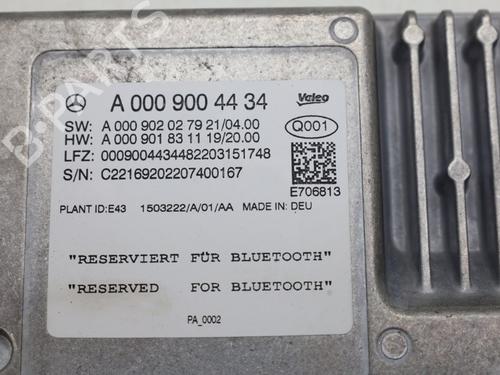 A 000 900 44 34
Valeo
SW: A 000 902 02 79 21/04.00
HW: A 000 901 83 11 19/20.00
LFZ: 0009004434482203151748
S/N: C22169202207400167
Q001
E706813
PLANT ID:E43 1503222/A/01/AA MADE IN: DEU
"RESERVIERT FÜR BLUETOOTH"
"RESERVED FOR BLUETOOTH"
PA_0002
B-PARTS